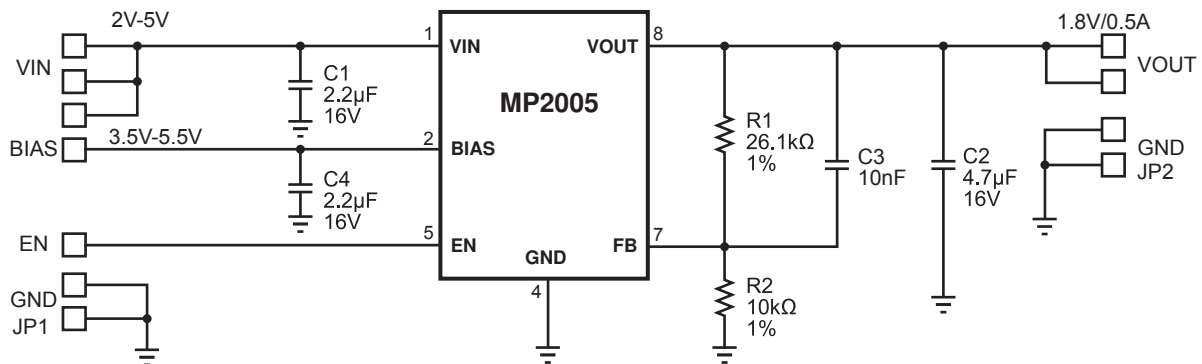 2V-5V
VIN
1
VIN
C1
2.2µF
16V
BIAS
3.5V-5.5V
2
BIAS
C4
2.2µF
16V
EN
5
EN
GND
JP1
MP2005
GND
4
VOUT
8
FB
7
R1
26.1kΩ
1%
C3
10nF
R2
10kΩ
1%
C2
4.7µF
16V
1.8V/0.5A
VOUT
GND
JP2